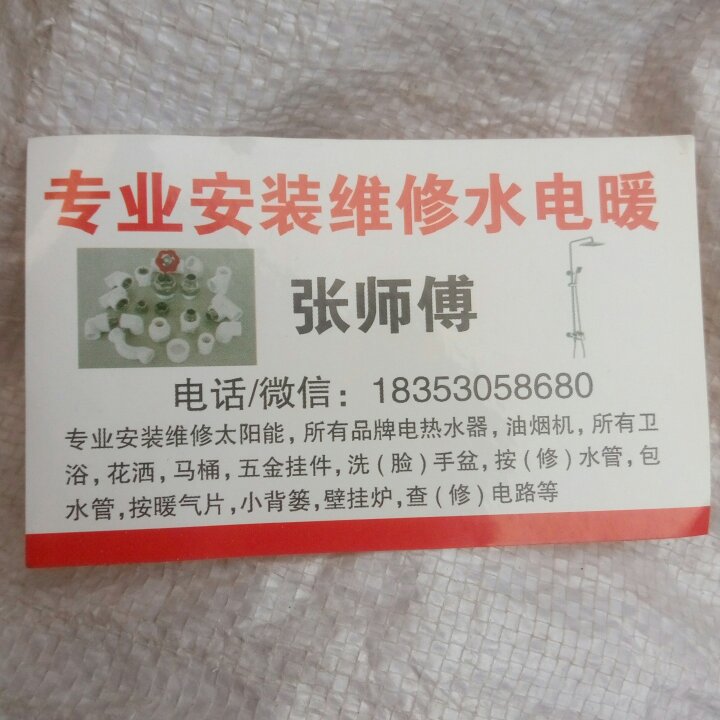 专业安装维修水电暖
张师傅
电话/微信：18353058680
专业安装维修太阳能，所有品牌电热水器，油烟机，所有卫
浴，花洒，马桶，五金挂件，洗（脸）手盆，按（修）水管，包
水管，按暖气片，小背篓，壁挂炉，查（修）电路等